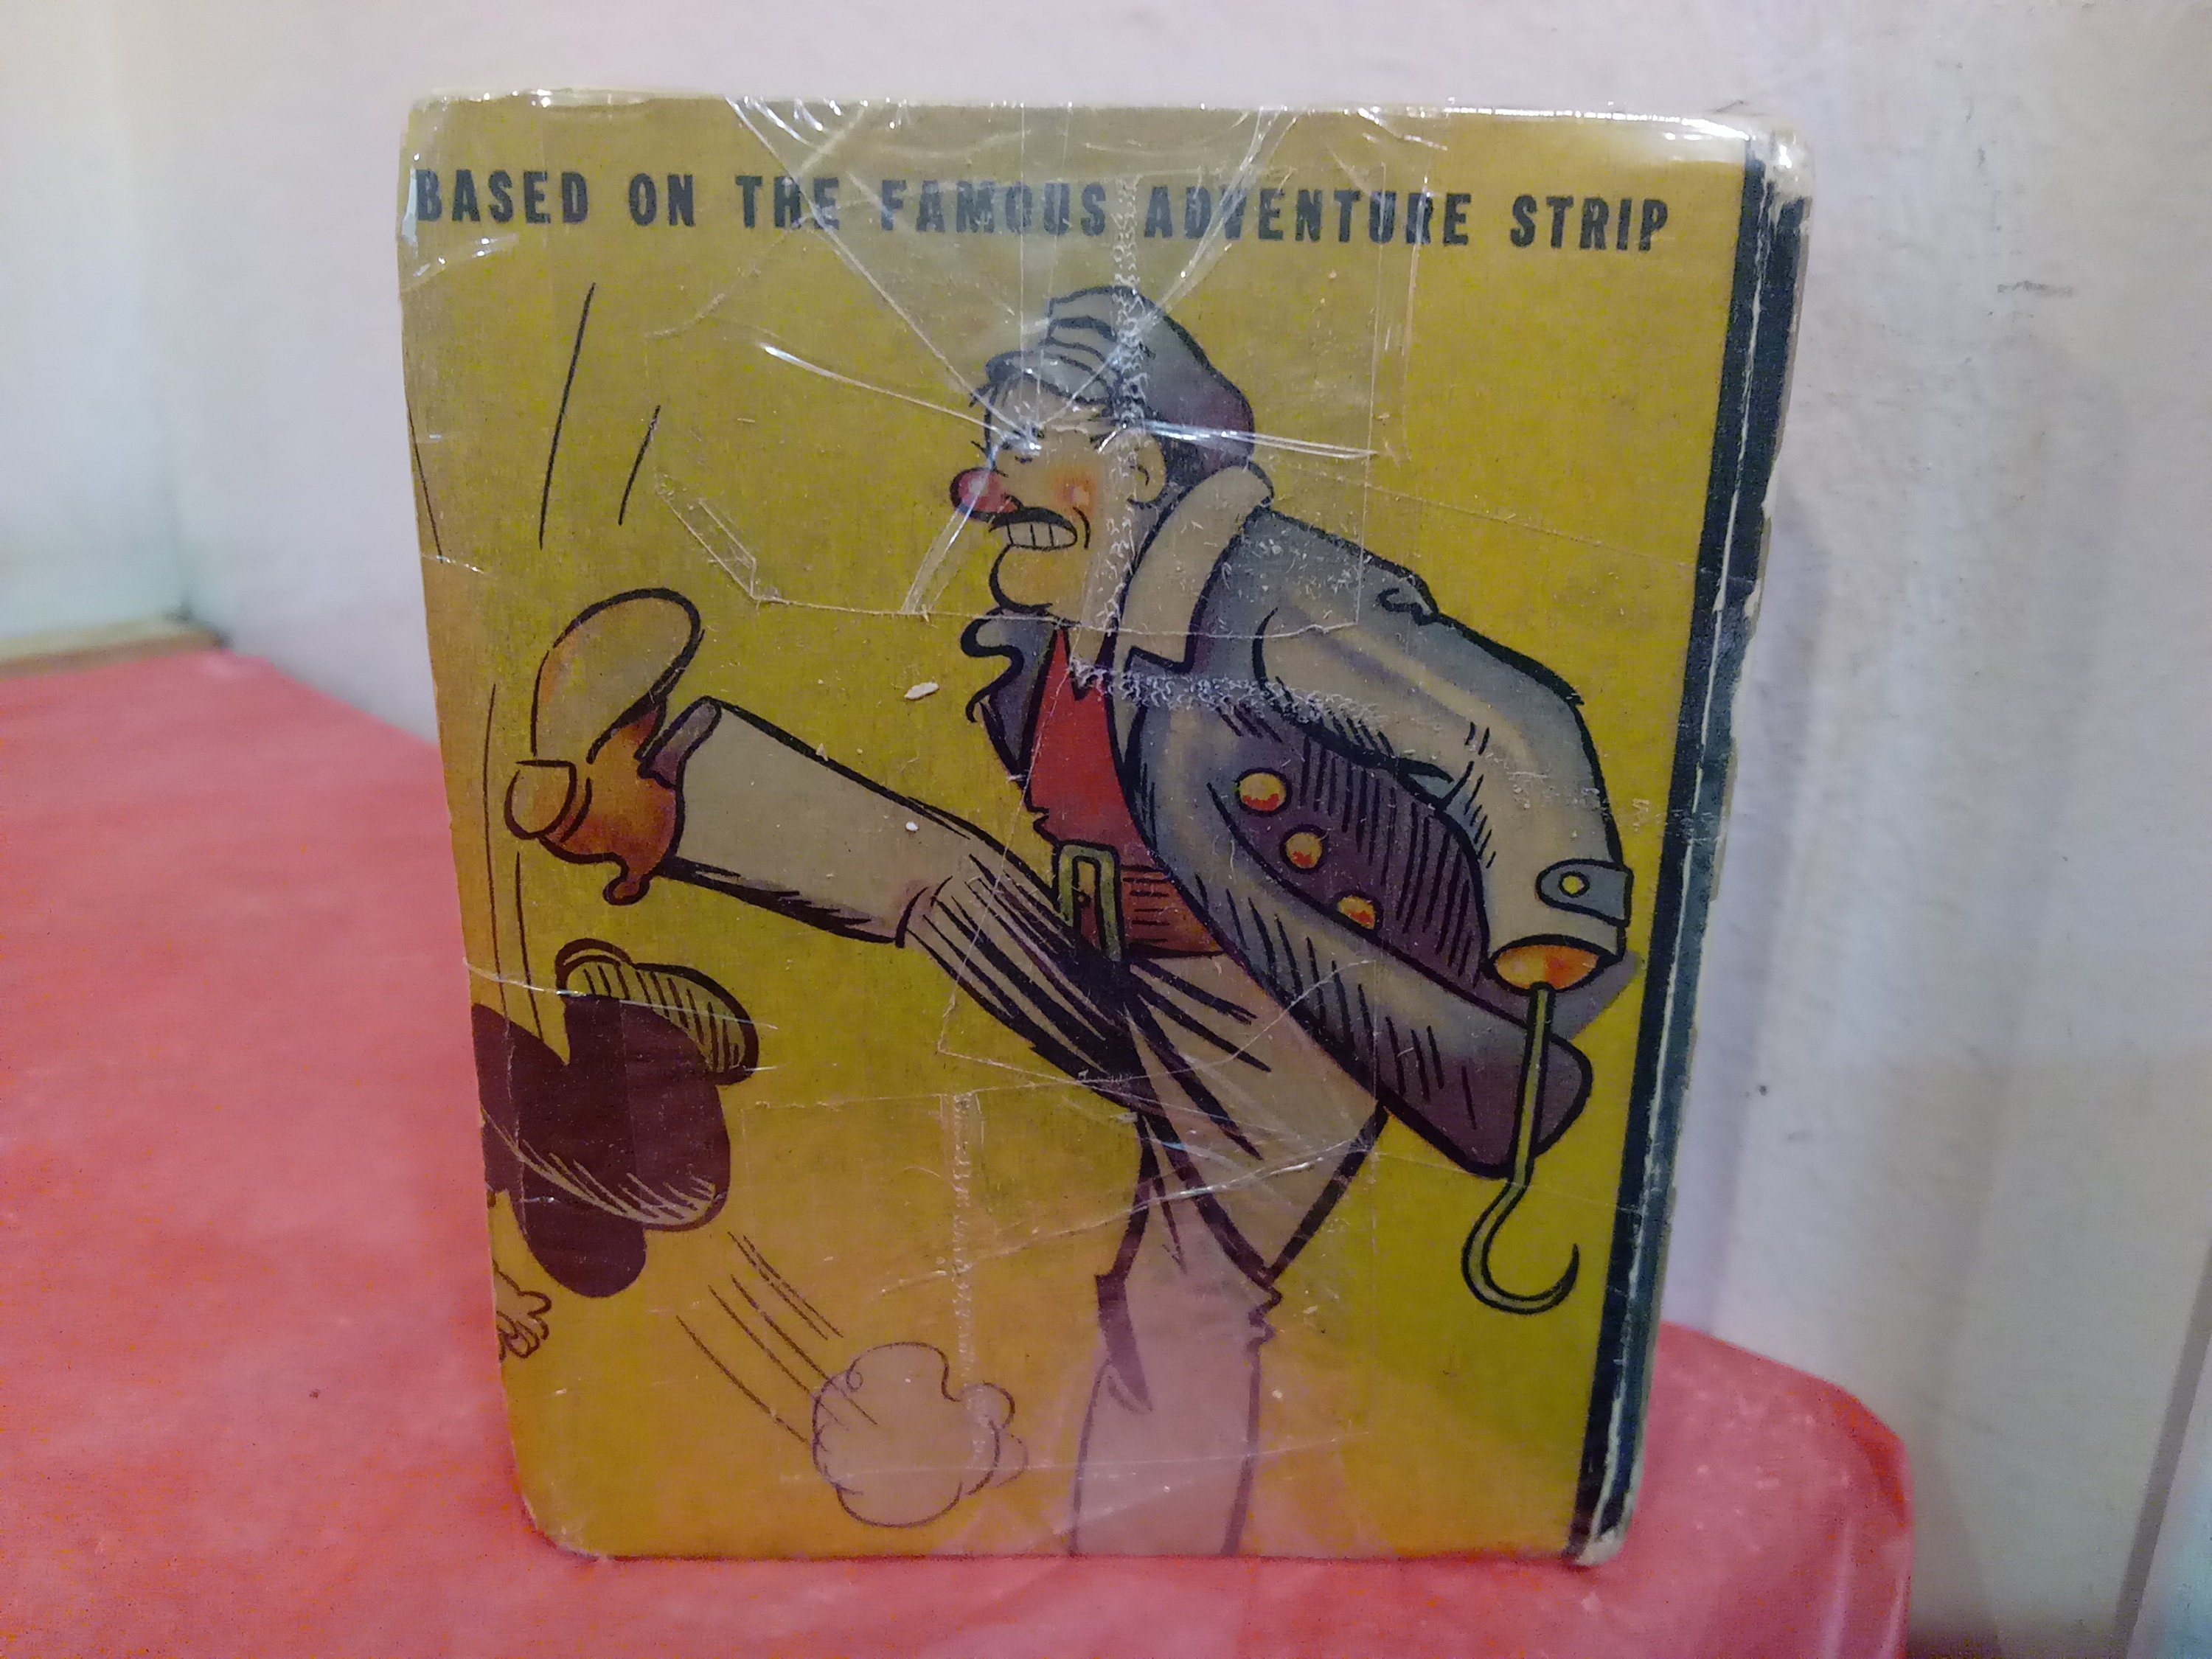 BASED ON THE FAMOUS ADVENTURE STRIP